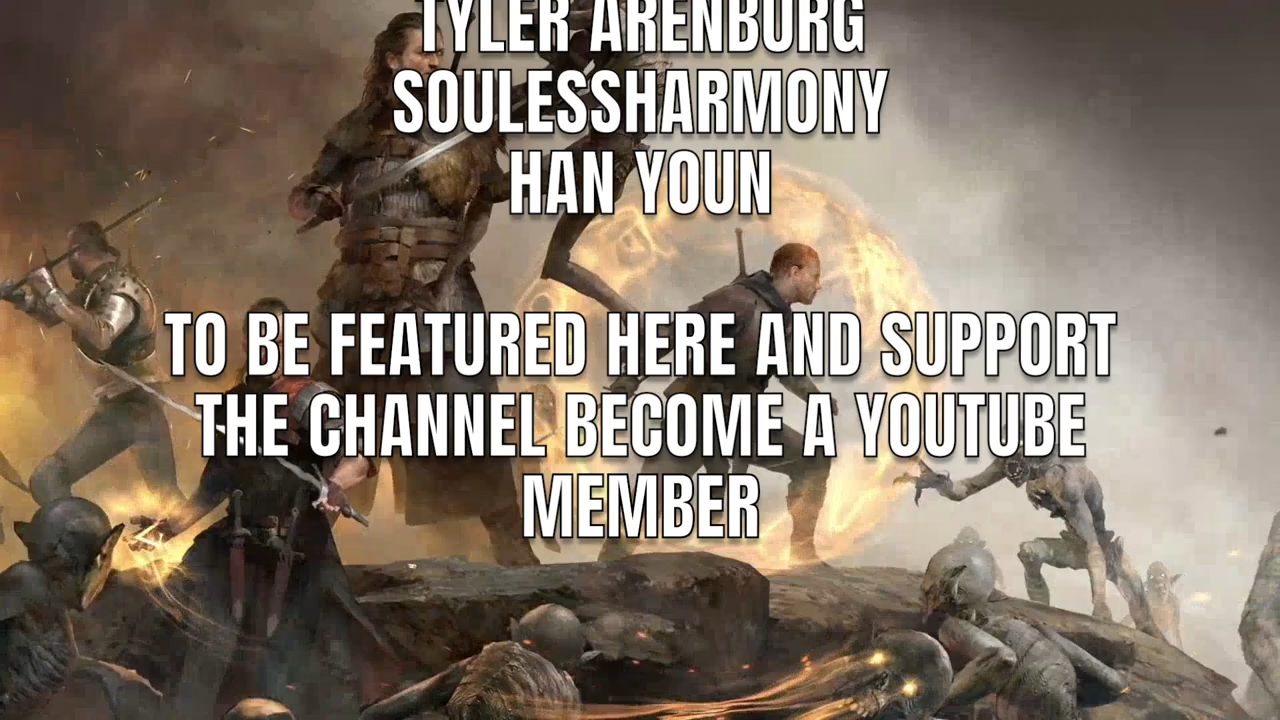 TYLER ARENBURG
SOULESSHARMONY
HAN YOUN
TO BE FEATURED HERE AND SUPPORT
THE CHANNEL BECOME A YOUTUBE
MEMBER